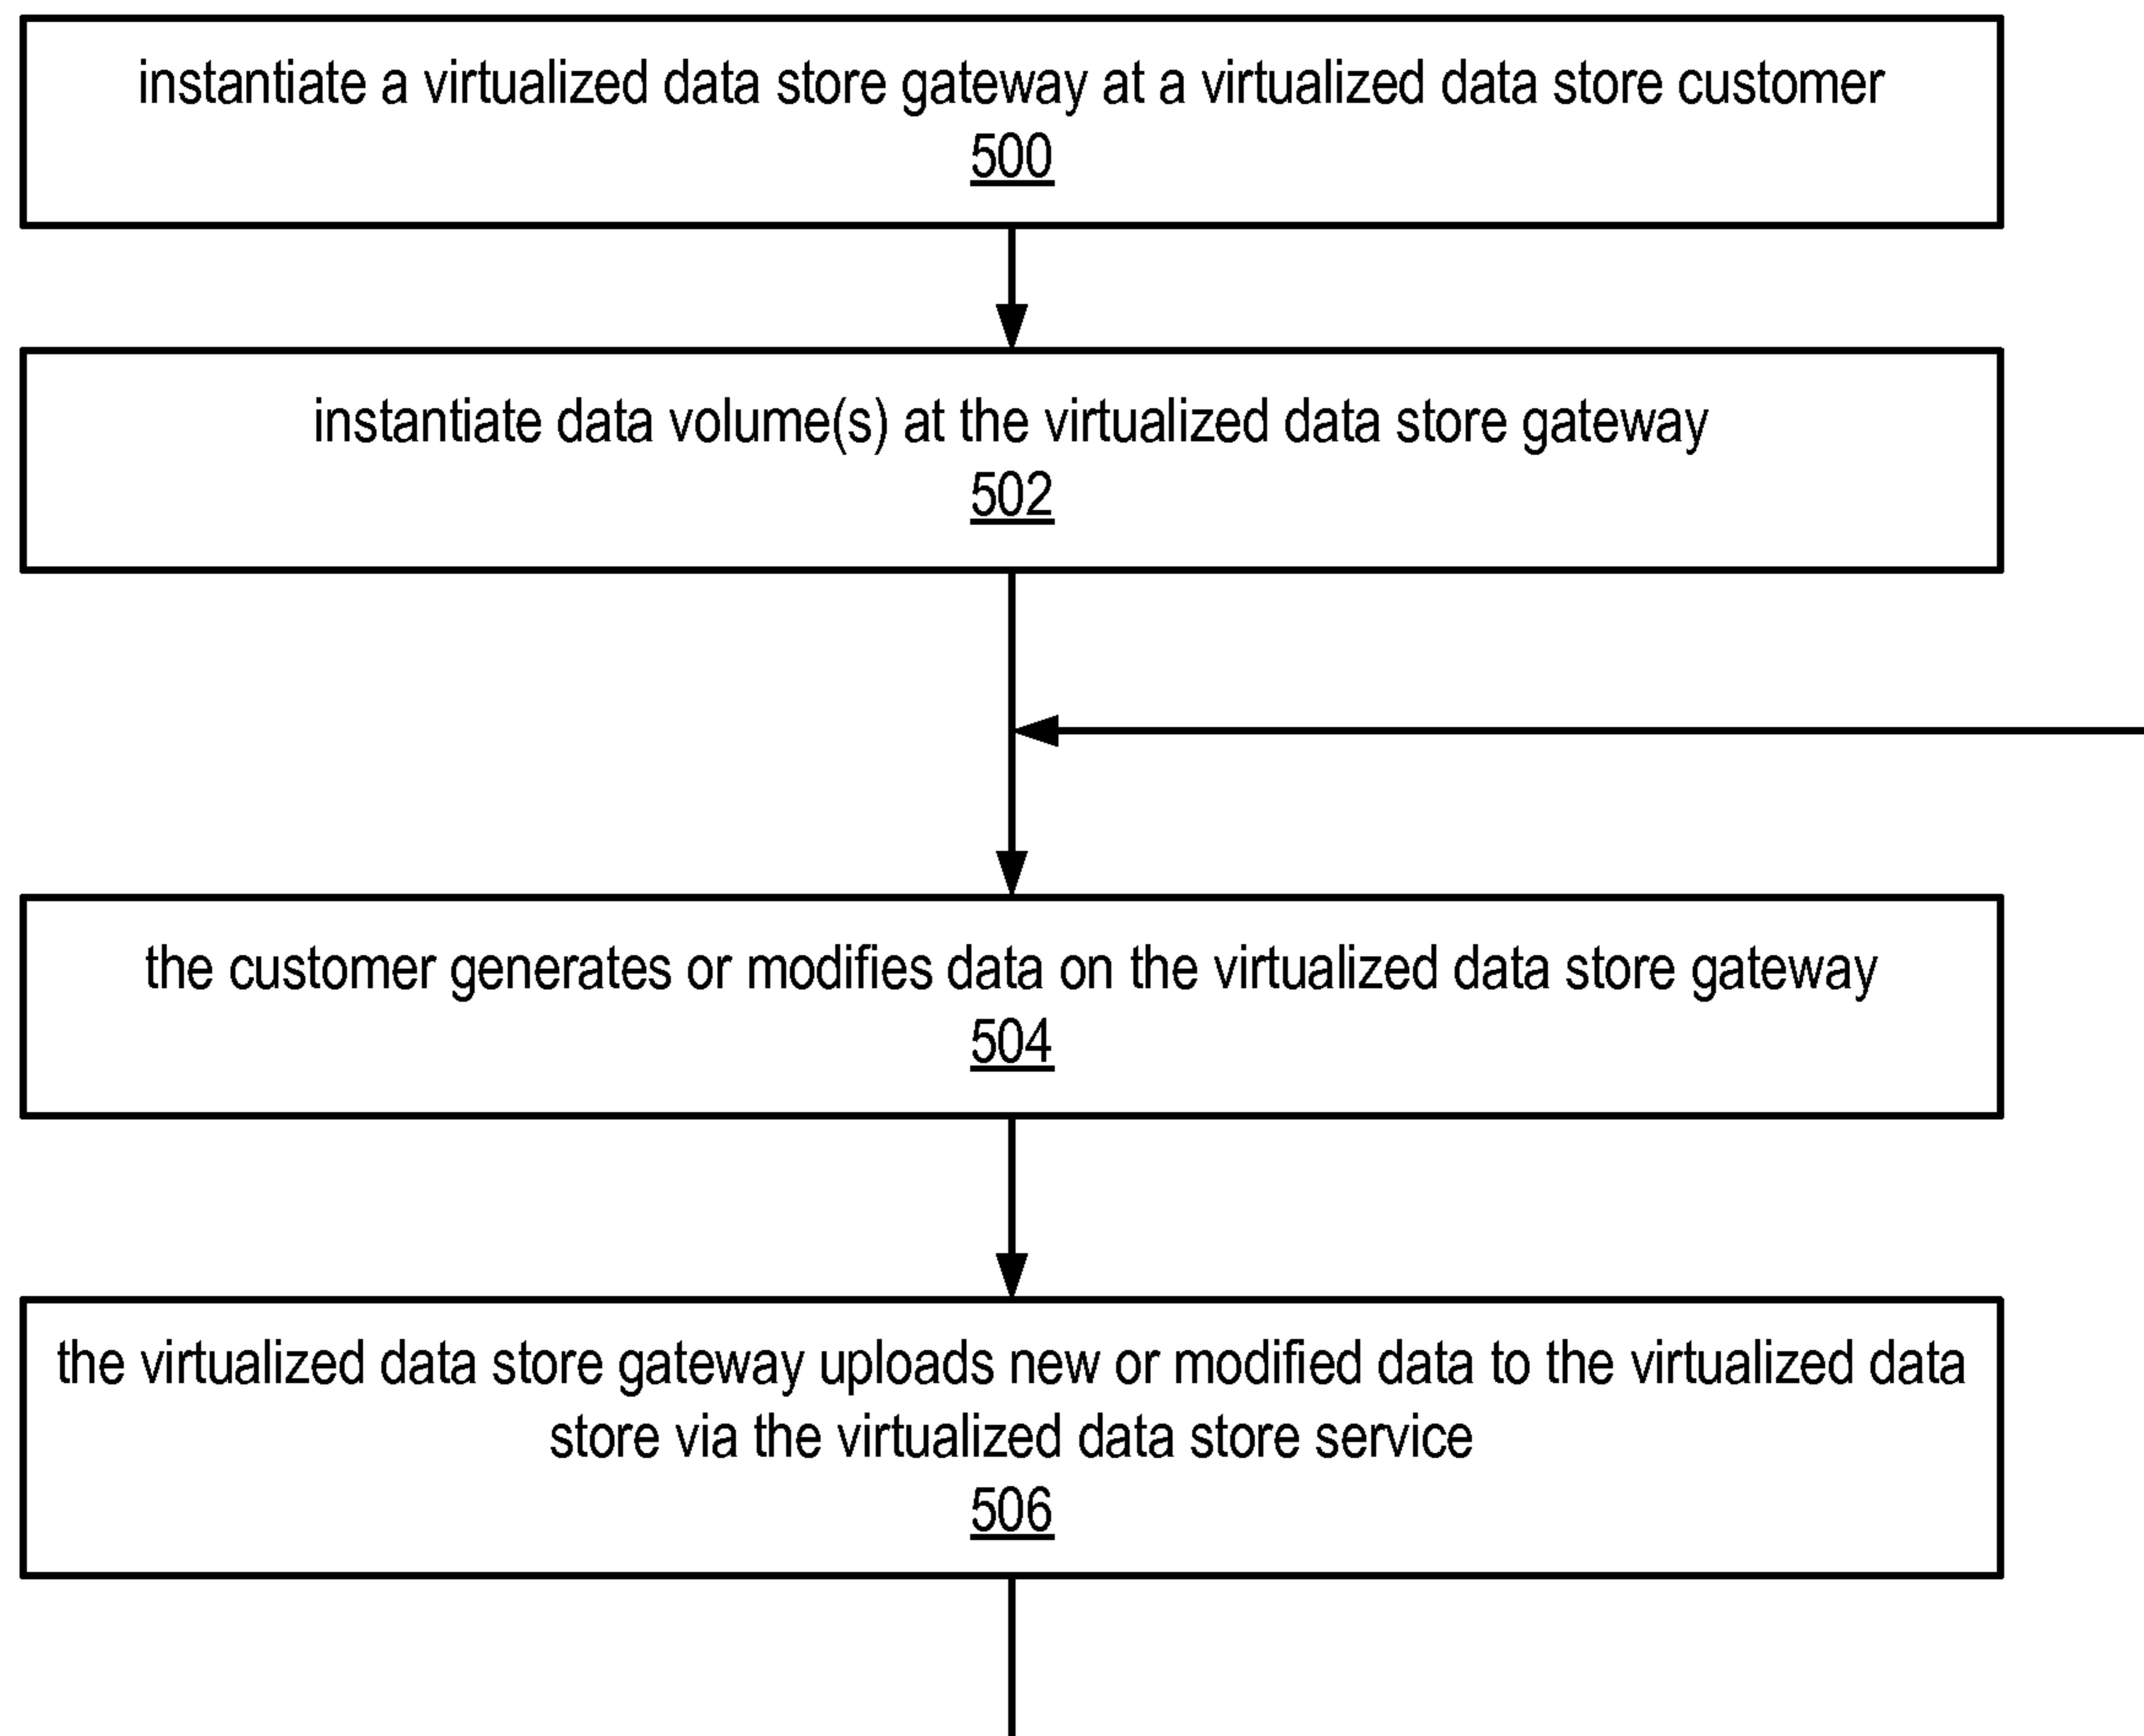 instantiate a virtualized data store gateway at a virtualized data store customer
500
instantiate data volume(s) at the virtualized data store gateway
502
the customer generates or modifies data on the virtualized data store gateway
504
the virtualized data store gateway uploads new or modified data to the virtualized data
store via the virtualized data store service
506